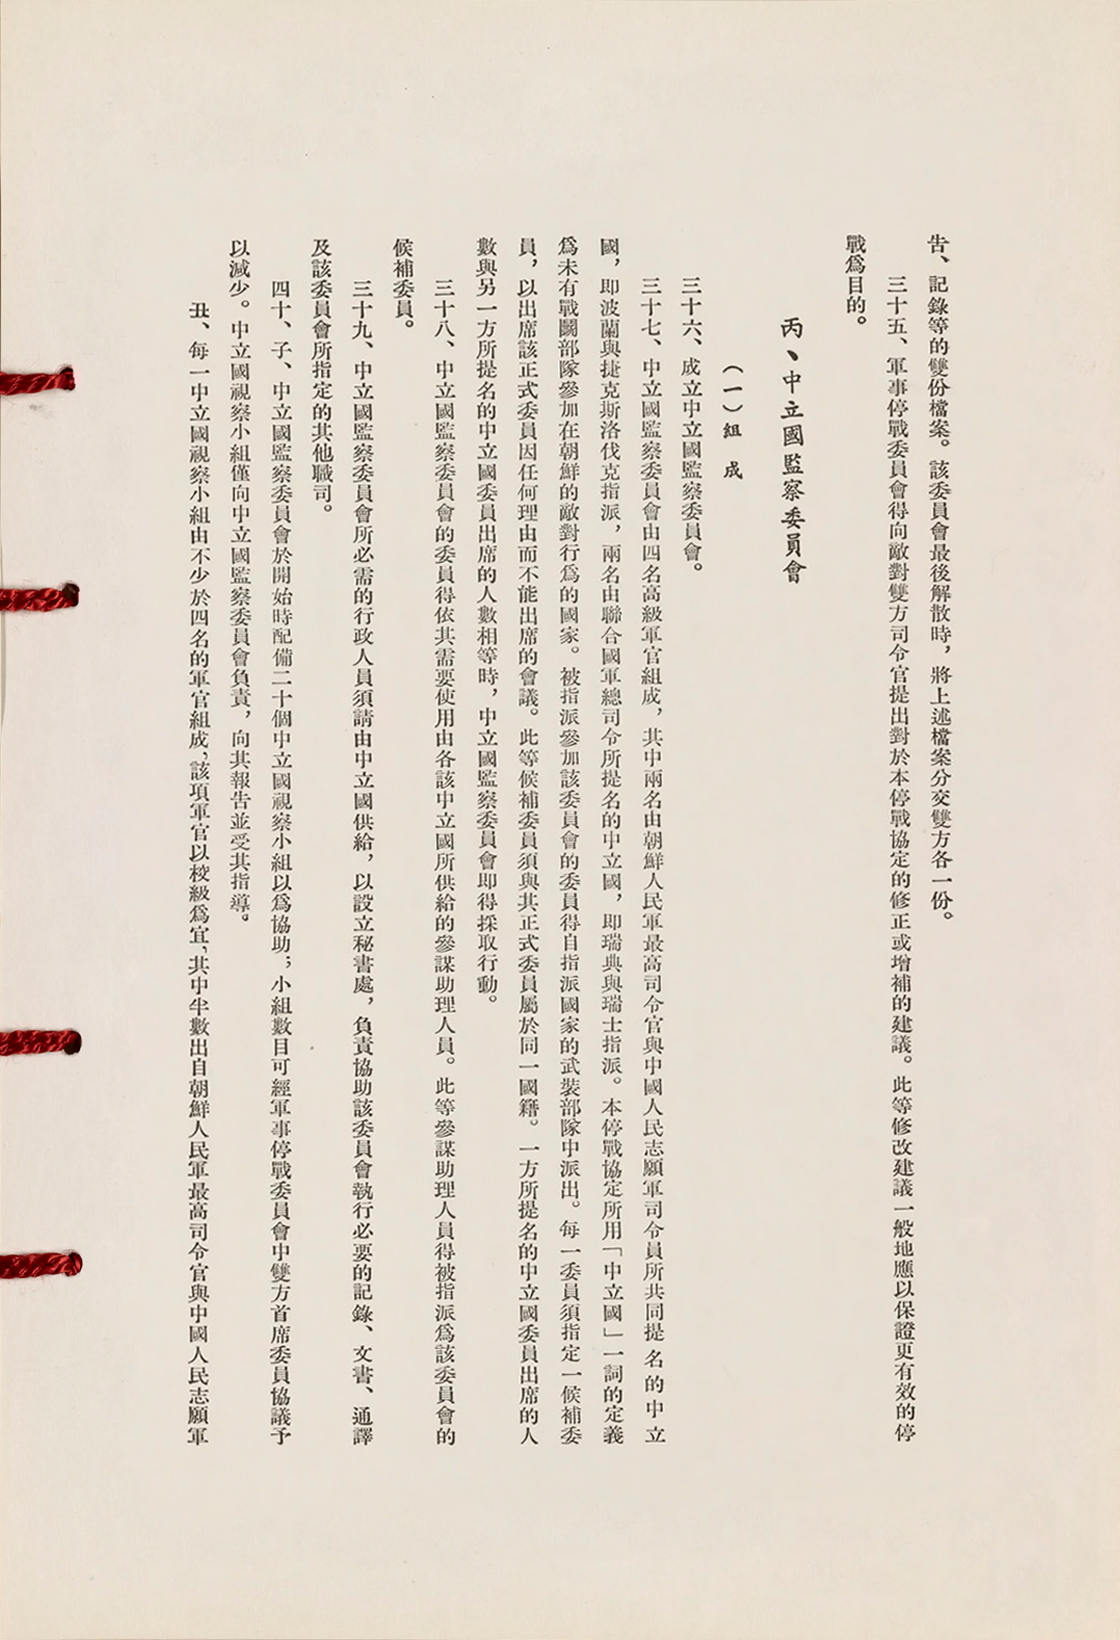 告、記錄等的雙份檔案。該委員會最後解散時，將上述檔案分交雙方各一份。
三十五、軍事停戰委員會得向敵對雙方司令官提出對於本停戰協定的修正或增補的建議。此等修改建議一般地應以保證更有效的停
戰爲目的。
丙、中立國監察委員會
（一）組成
三十六、成立中立國監察委員會。
三十七、中立國監察委員會由四名高級軍官組成，其中兩名由朝鮮人民軍最高司令官與中國人民志願軍司令員所共同提名的中立
國，即波蘭與捷克斯洛伐克指派，兩名由聯合國軍總司令所提名的中立國，即瑞典與瑞士指派。本停戰協定所用「中立國」一詞的定義
爲未有戰鬭部隊參加在朝鮮的敵對行爲的國家。被指派參加該委員會的委員得自指派國家的武裝部隊中派出。每一委員須指定一候補委
員，以出席該正式委員因任何理由而不能出席的會議。此等候補委員須與其正式委員屬於同一國籍。一方所提名的中立國委員出席的人
數與另一方所提名的中立國委員出席的人數相等時，中立國監察委員會即得採取行動。
三十八、中立國監察委員會的委員得依其需要使用由各該中立國所供給的參謀助理人員。此等參謀助理人員得被指派爲該委員會的
候補委員。
三十九、中立國監察委員會所必需的行政人員須請由中立國供給，以設立秘書處，負責協助該委員會執行必要的記錄、文書、通譯
及該委員會所指定的其他職司。
四十、子、中立國監察委員會於開始時配備二十個中立國視察小組以爲協助；小組數目可經軍事停戰委員會中雙方首席委員協議予
以減少。中立國視察小組僅向中立國監察委員會負責，向其報告並受其指導。
丑、每一中立國視察小組由不少於四名的軍官組成，該項軍官以校級爲宜，其中半數出自朝鮮人民軍最高司令官與中國人民志願軍